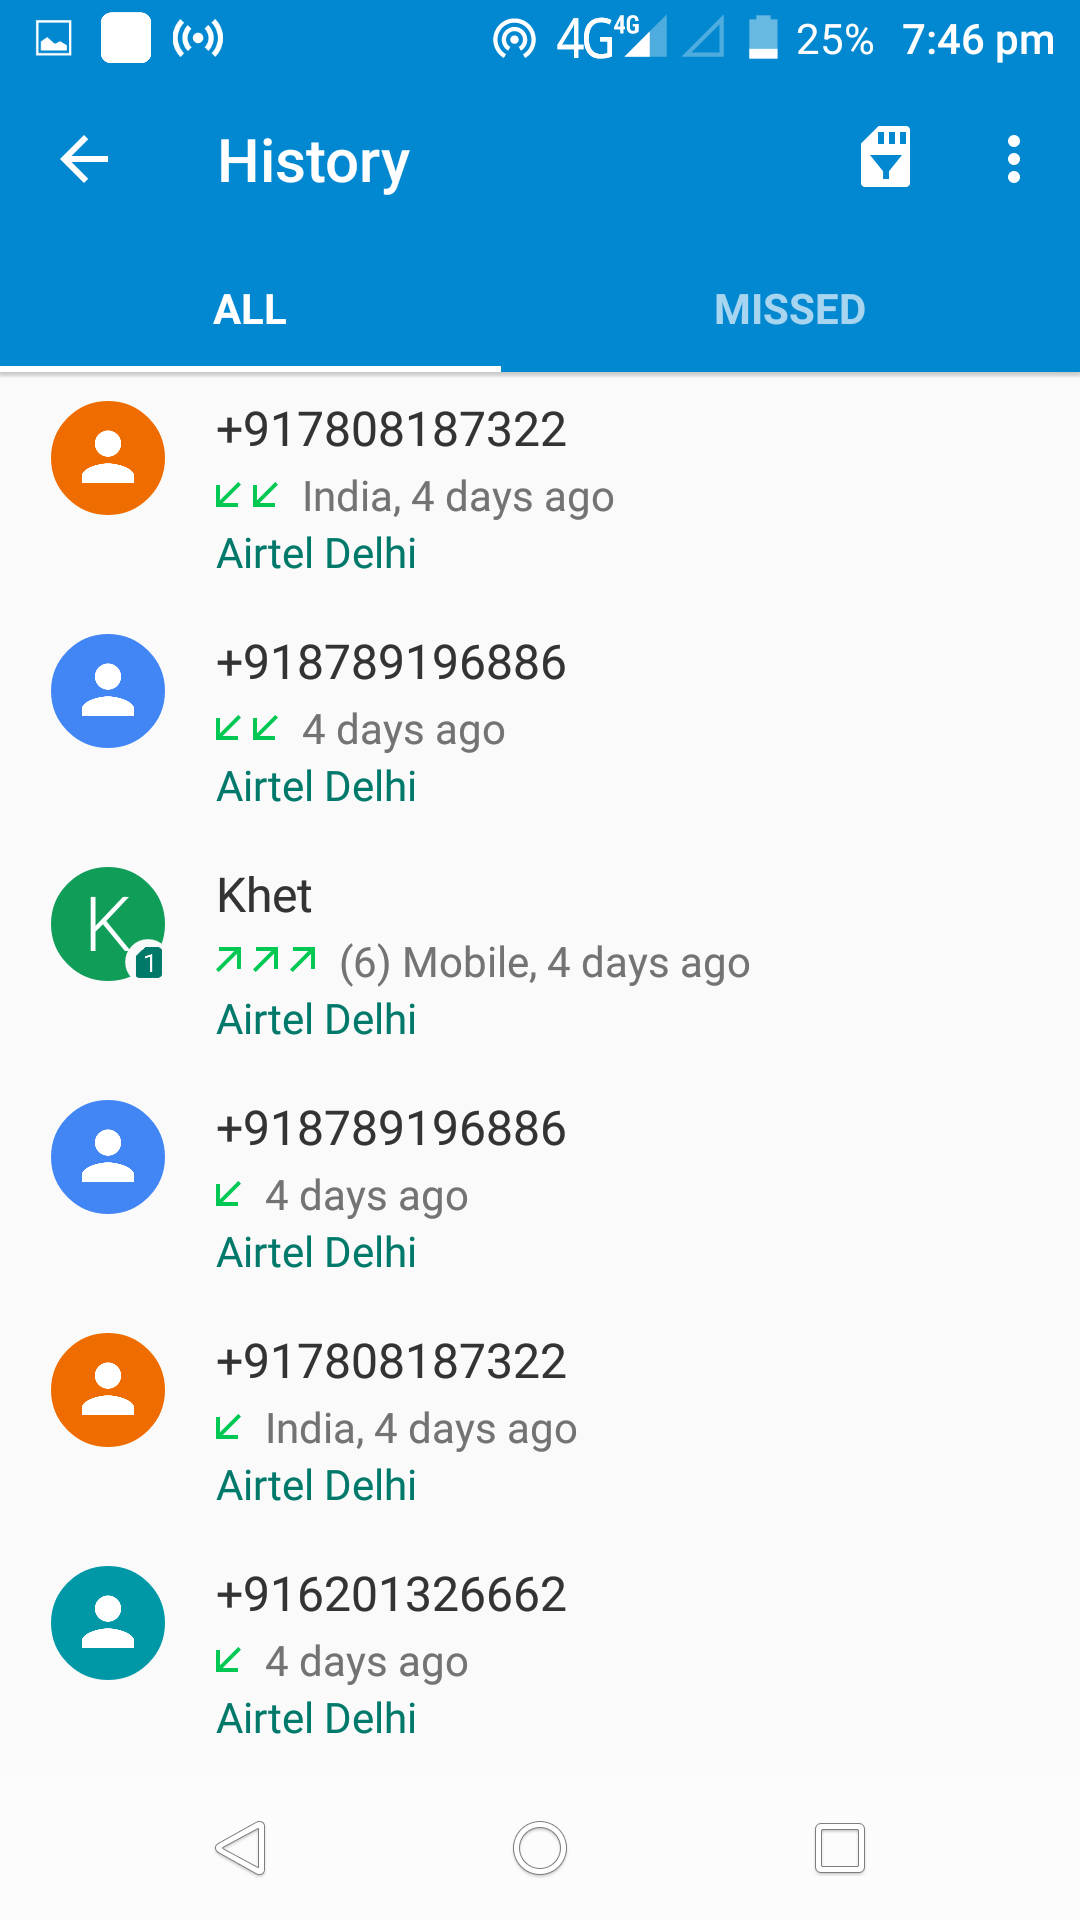 4G 4G 25% 7:46 pm
History
ALL MISSED
+917808187322
India, 4 days ago
Airtel Delhi
+918789196886
4 days ago
Airtel Delhi
K
1
Khet
(6) Mobile, 4 days ago
Airtel Delhi
+918789196886
4 days ago
Airtel Delhi
+917808187322
India, 4 days ago
Airtel Delhi
+916201326662
4 days ago
Airtel Delhi